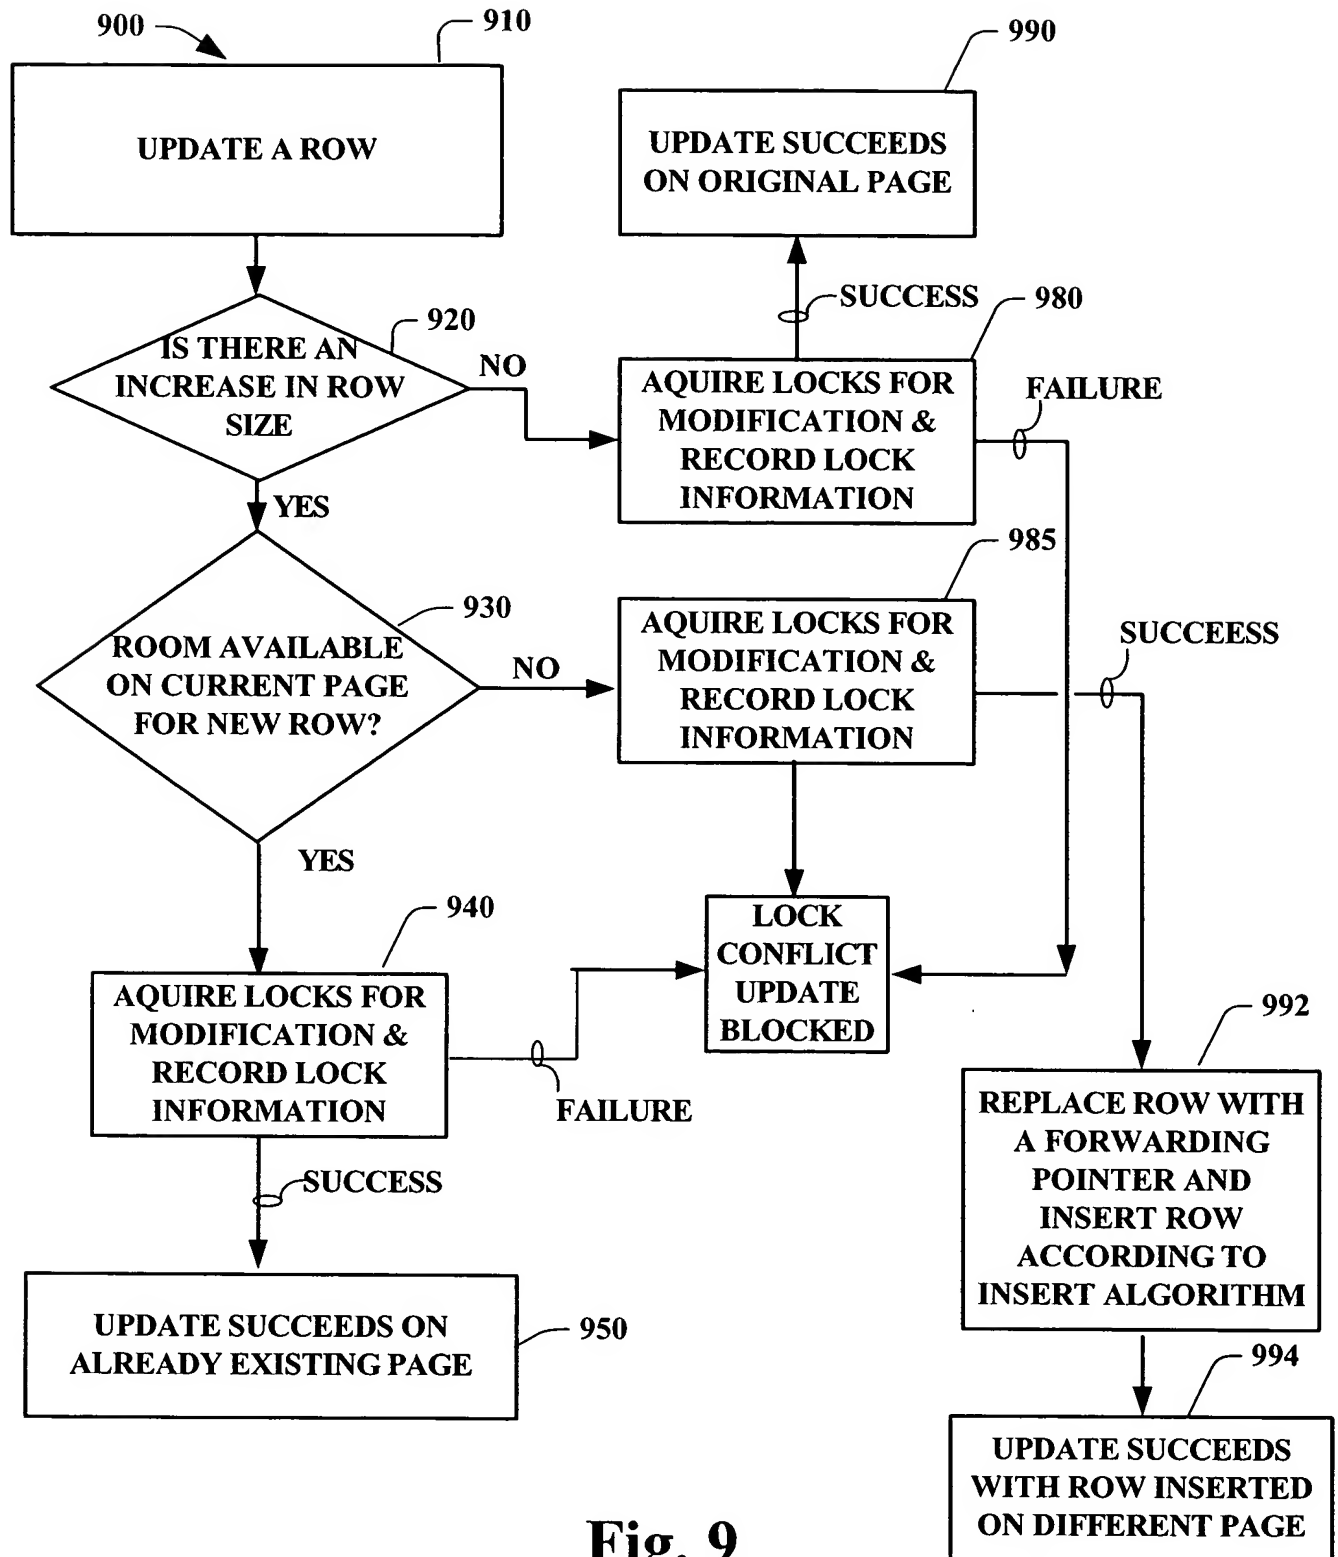 900
910
UPDATE A ROW
990
UPDATE SUCCEEDS
ON ORIGINAL PAGE
SUCCESS
920
IS THERE AN
INCREASE IN ROW
SIZE
NO
980
AQUIRE LOCKS FOR
MODIFICATION &
RECORD LOCK
INFORMATION
FAILURE
YES
930
ROOM AVAILABLE
ON CURRENT PAGE
FOR NEW ROW?
NO
985
AQUIRE LOCKS FOR
MODIFICATION &
RECORD LOCK
INFORMATION
SUCCEESS
YES
940
AQUIRE LOCKS FOR
MODIFICATION &
RECORD LOCK
INFORMATION
FAILURE
LOCK
CONFLICT
UPDATE
BLOCKED
992
REPLACE ROW WITH
A FORWARDING
POINTER AND
INSERT ROW
ACCORDING TO
INSERT ALGORITHM
SUCCESS
UPDATE SUCCEEDS ON
ALREADY EXISTING PAGE
950
994
UPDATE SUCCEEDS
WITH ROW INSERTED
ON DIFFERENT PAGE
Fig. 9